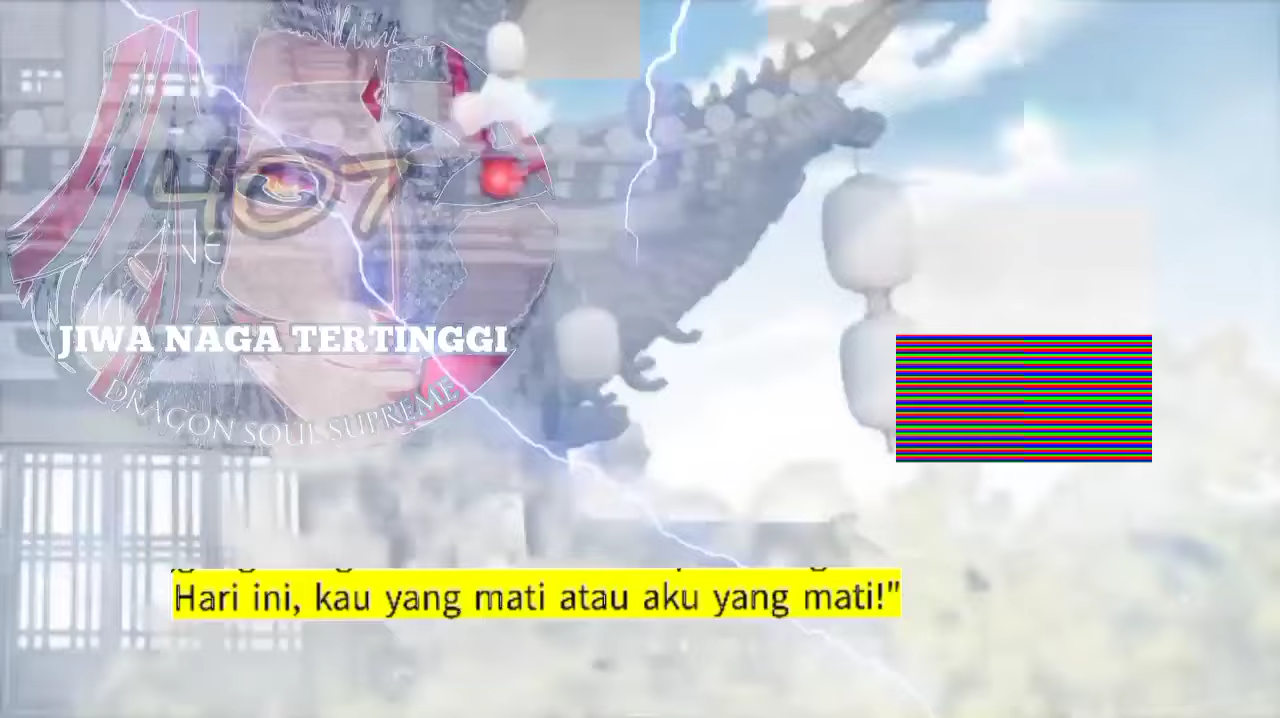 407
JIWA NAGA TERTINGGI
DRAGON SOUL SUPREME
Hari ini, kau yang mati atau aku yang mati!"